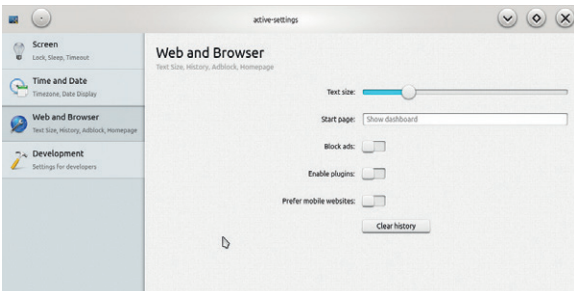 active-settings
Screen
Lock, Sleep, Timeout
Time and Date
Timezone, Date Display
Web and Browser
Text Size, History, Adblock, Homepage
Development
Settings for developers
Web and Browser
Text Size, History, Adblock, Homepage
Text size:
Start page: Show dashboard
Block ads:
Enable plugins:
Prefer mobile websites:
Clear history